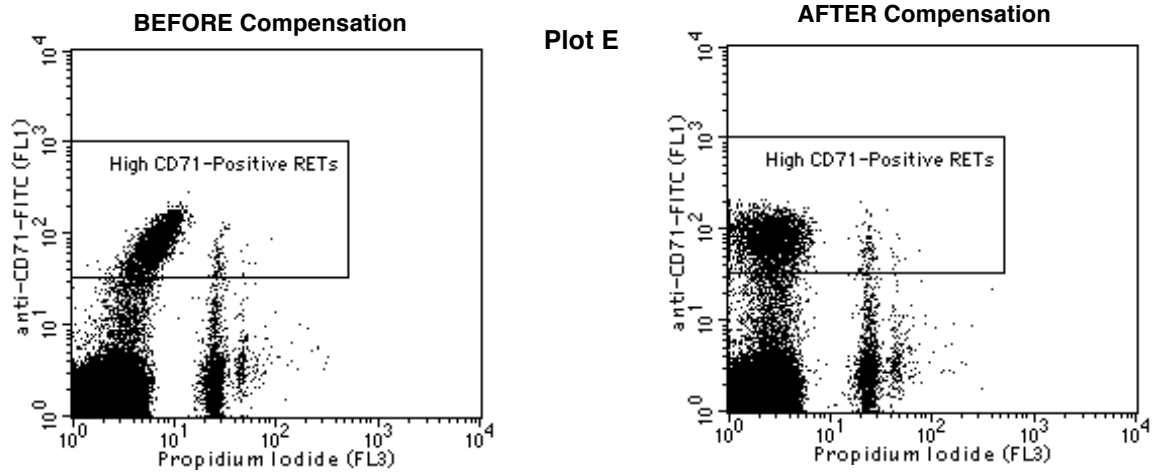 BEFORE Compensation
Plot E
AFTER Compensation
10^4
10^3
10^2
10^1
10^0
anti-CD71-FITC (FL1)
High CD71-Positive RETs
10^0 10^1 10^2 10^3 10^4
Propidium Iodide (FL3)
10^4
10^3
10^2
10^1
10^0
anti-CD71-FITC (FL1)
High CD71-Positive RETs
10^0 10^1 10^2 10^3 10^4
Propidium Iodide (FL3)